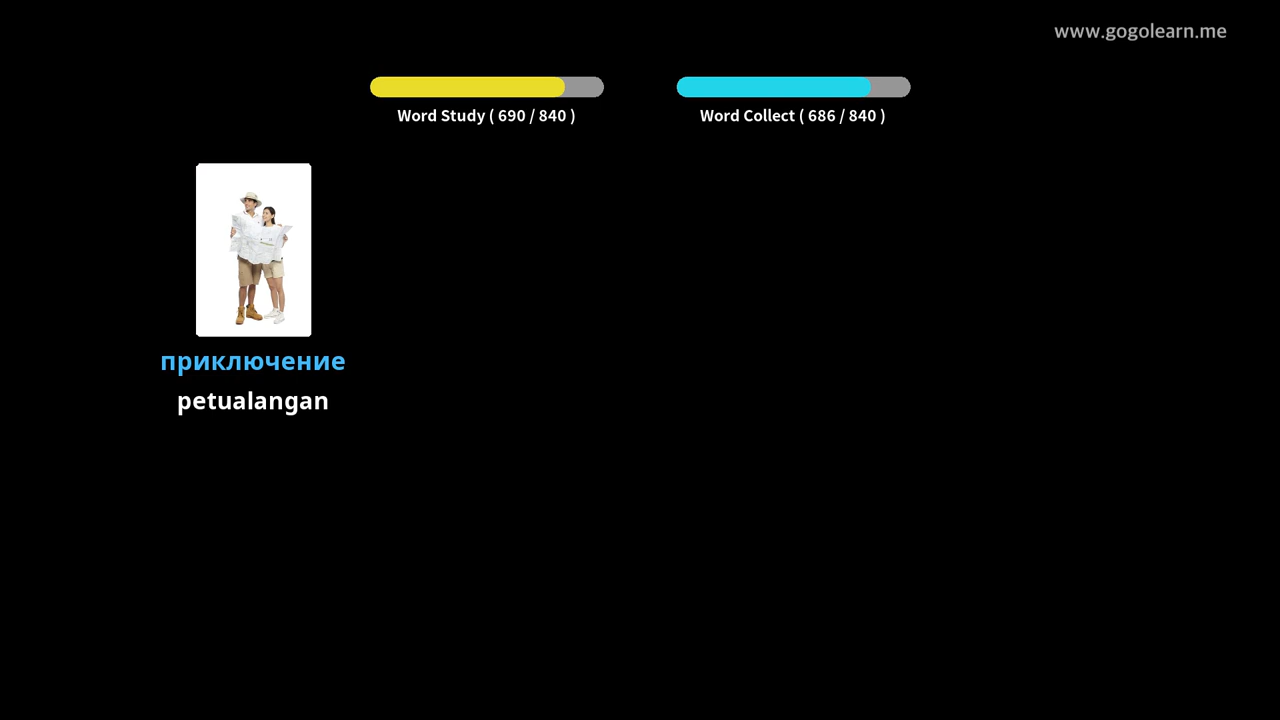 www.gogolearn.me
Word Study ( 690 / 840 )
Word Collect ( 686 / 840 )
приключение
petualangan